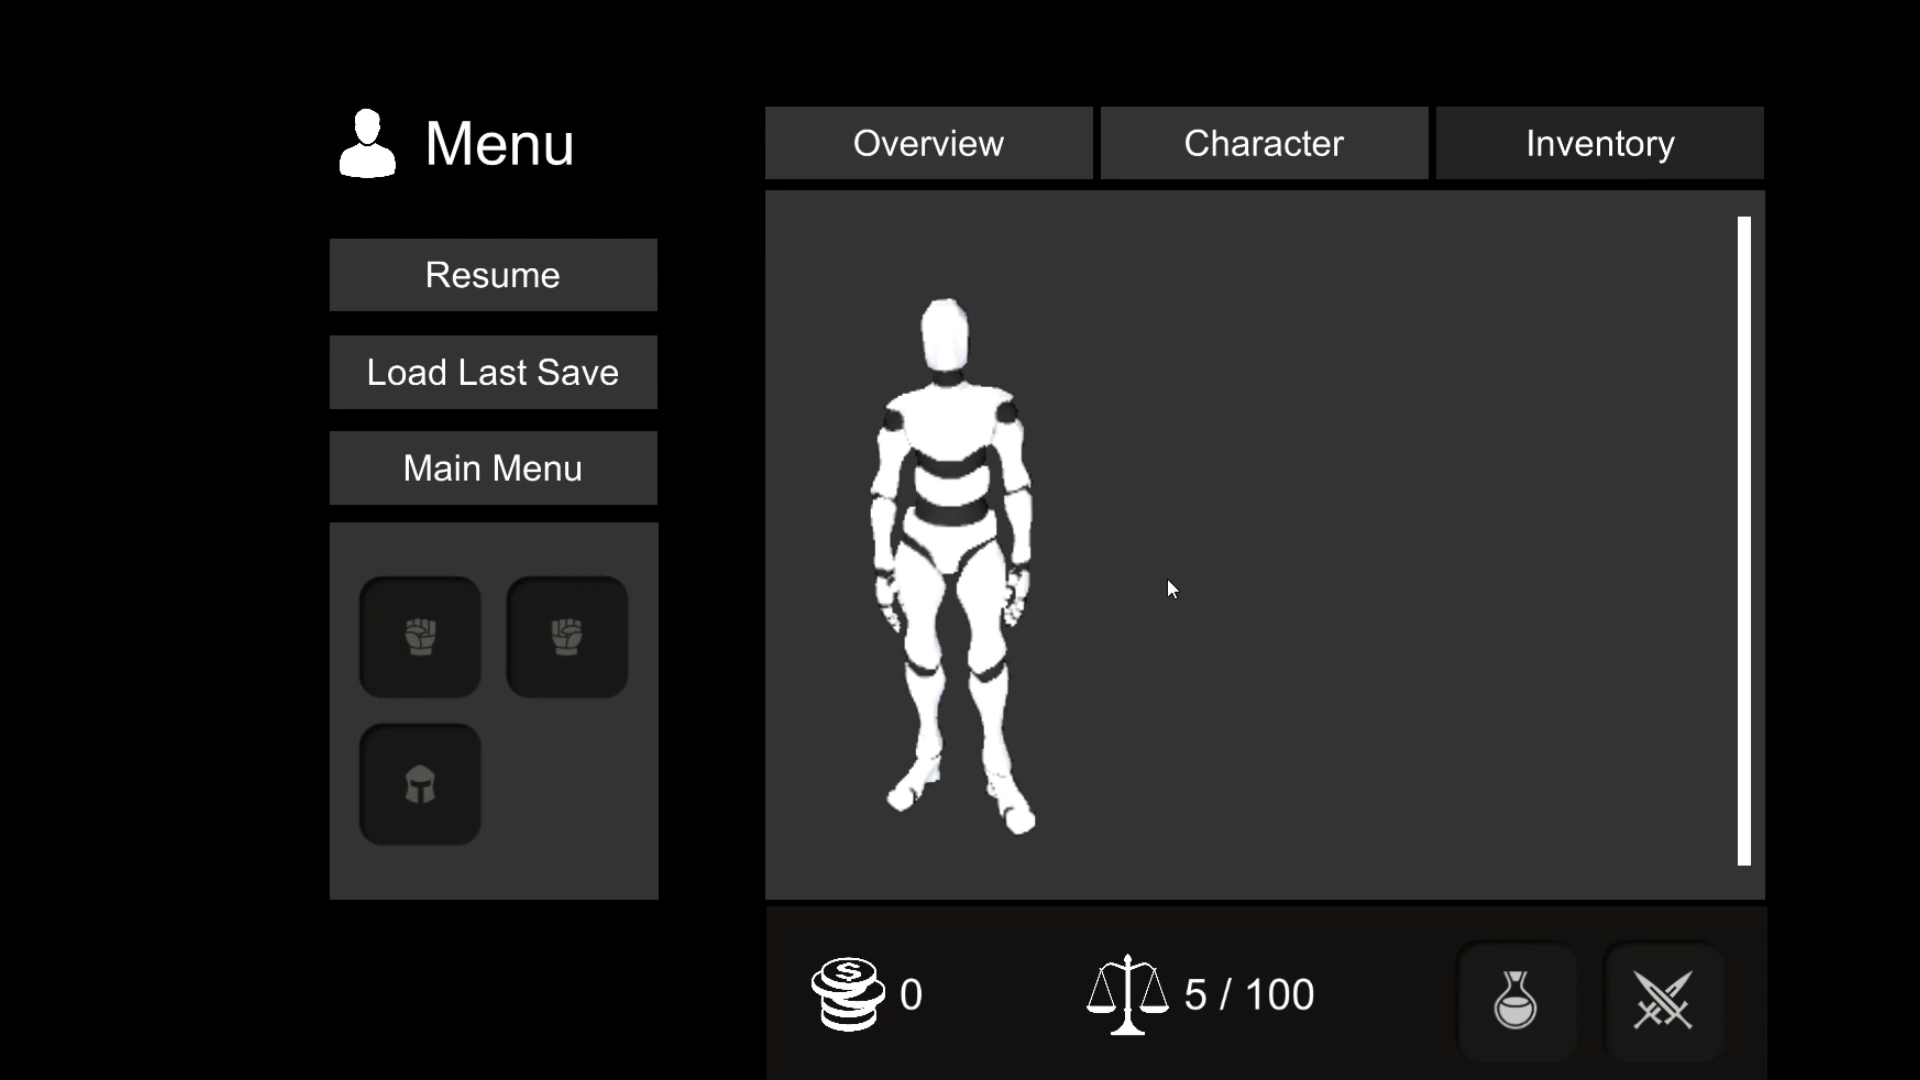 Menu
Overview
Character
Inventory
Resume
Load Last Save
Main Menu
$
0
5 / 100